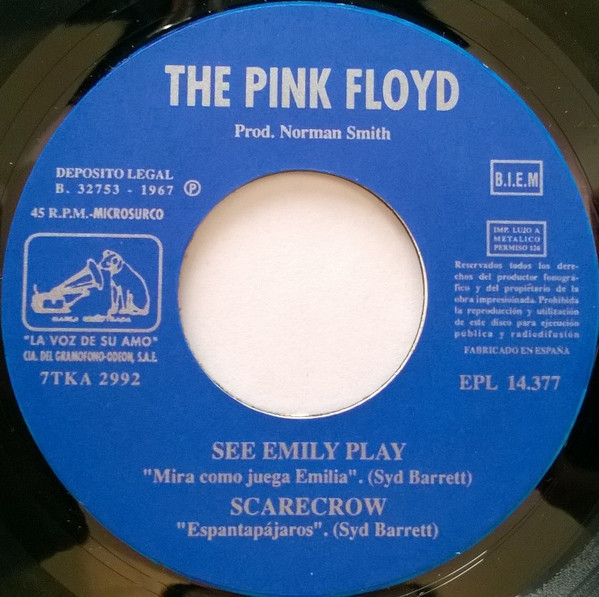 THE PINK FLOYD
Prod. Norman Smith
DEPOSITO LEGAL
B. 32753 - 1967 Ⓟ
45 R.P.M.-MICROSURCO
B.I.E.M
IMP. LUJO A
METALICO
PERMISO 126
"LA VOZ DE SU AMO"
CIA. DEL GRAMOFONO-ODEON, S.A.E.
7TKA 2992
Reservados todos los dere-
chos del productor fonográ-
fico y del propietario de la
obra impresionada. Prohibida
la reproducción y utilización
de este disco para ejecución
pública y radiodifusión
FABRICADO EN ESPAÑA
EPL 14.377
SEE EMILY PLAY
"Mira como juega Emilia". (Syd Barrett)
SCARECROW
"Espantapájaros". (Syd Barrett)